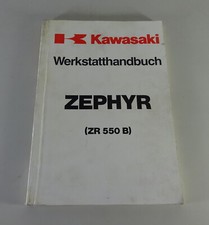 Kawasaki
Werkstatthandbuch
ZEPHYR
(ZR 550 B)